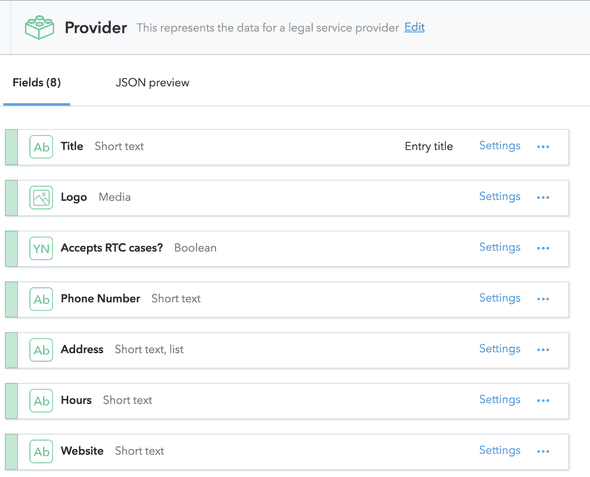 Provider This represents the data for a legal service provider Edit
Fields (8) JSON preview
Ab Title Short text Entry title Settings ...
Logo Media Settings ...
YN Accepts RTC cases? Boolean Settings ...
Ab Phone Number Short text Settings ...
Ab Address Short text, list Settings ...
Ab Hours Short text Settings ...
Ab Website Short text Settings ...